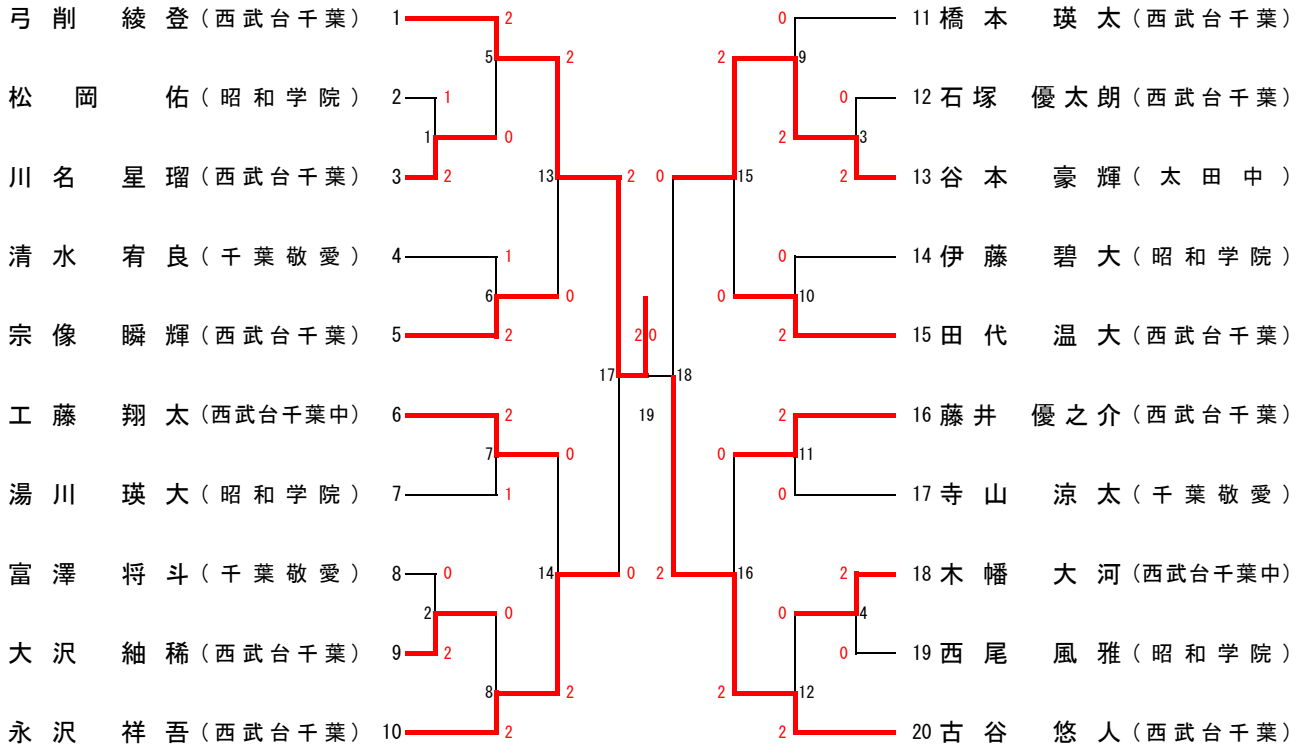 弓削 綾登 (西武台千葉) 1 2 0 11 橋本 瑛太 (西武台千葉)
5 2 2 9
松岡 佑 (昭和学院) 2 1 0 12 石塚 優太朗 (西武台千葉)
1 0 2 3
川名 星瑠 (西武台千葉) 3 2 13 2 0 15 2 13 谷本 豪輝 (太田中)
清水 宥良 (千葉敬愛) 4 1 0 14 伊藤 碧大 (昭和学院)
6 0 0 10
宗像 瞬輝 (西武台千葉) 5 2 2 0 2 15 田代 温大 (西武台千葉)
17 18
工藤 翔太 (西武台千葉中) 6 2 19 2 16 藤井 優之介 (西武台千葉)
7 0 0 11
湯川 瑛大 (昭和学院) 7 1 0 17 寺山 涼太 (千葉敬愛)
富澤 将斗 (千葉敬愛) 8 0 14 0 2 16 2 18 木幡 大河 (西武台千葉中)
2 0 0 4
大沢 紬稀 (西武台千葉) 9 2 0 19 西尾 風雅 (昭和学院)
8 2 2 12
永沢 祥吾 (西武台千葉) 10 2 2 20 古谷 悠人 (西武台千葉)